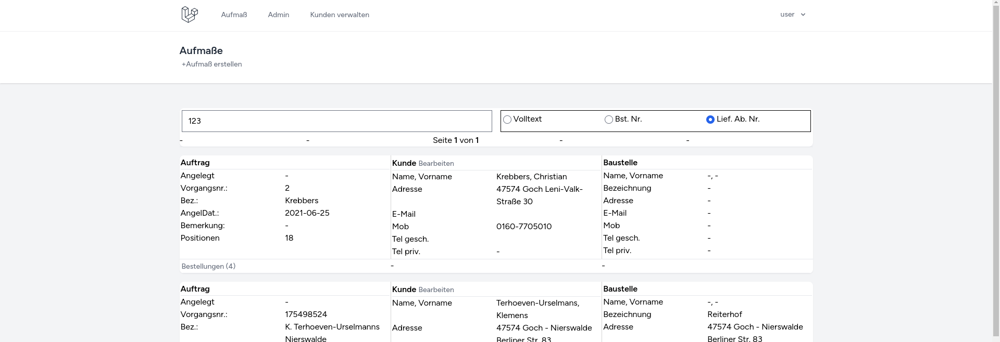 Aufmaß Admin Kunden verwalten user
Aufmaße
+Aufmaß erstellen
123 Volltext Bst. Nr. Lief. Ab. Nr.
- - Seite 1 von 1 - -
Auftrag
Angelegt -
Vorgangsnr.: 2
Bez.: Krebbers
AngelDat.: 2021-06-25
Bemerkung: -
Positionen 18
Kunde Bearbeiten
Name, Vorname Krebbers, Christian
Adresse 47574 Goch Leni-Valk-
Straße 30
E-Mail
Mob 0160-7705010
Tel gesch.
Tel priv. -
Baustelle
Name, Vorname -, -
Bezeichnung -
Adresse -
E-Mail -
Mob -
Tel gesch. -
Tel priv. -
Bestellungen (4) - -
Auftrag
Angelegt -
Vorgangsnr.: 175498524
Bez.: K. Terhoeven-Urselmanns
Nierswalde
Kunde Bearbeiten
Name, Vorname Terhoeven-Urselmans,
Klemens
Adresse 47574 Goch - Nierswalde
Berliner Str. 83
Baustelle
Name, Vorname -, -
Bezeichnung Reiterhof
Adresse 47574 Goch - Nierswalde
Berliner Str. 83